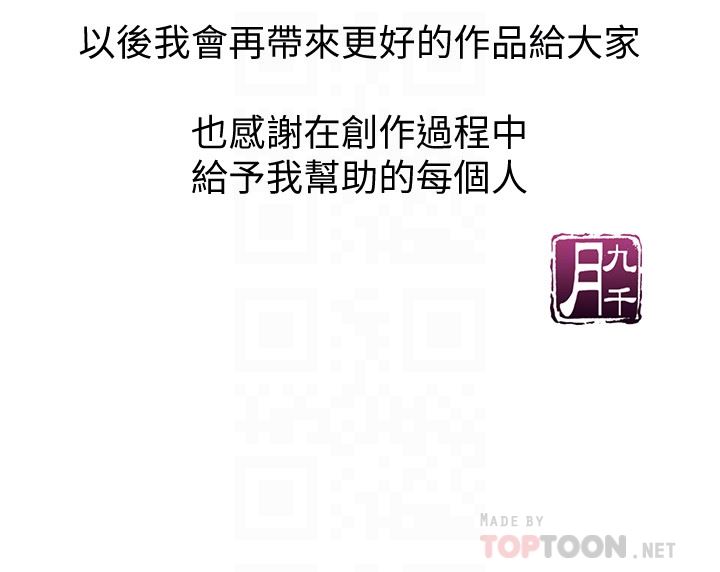 以後我會再帶來更好的作品給大家
也感謝在創作過程中
給予我幫助的每個人
月九千
MADE BY
TOPTOON.NET